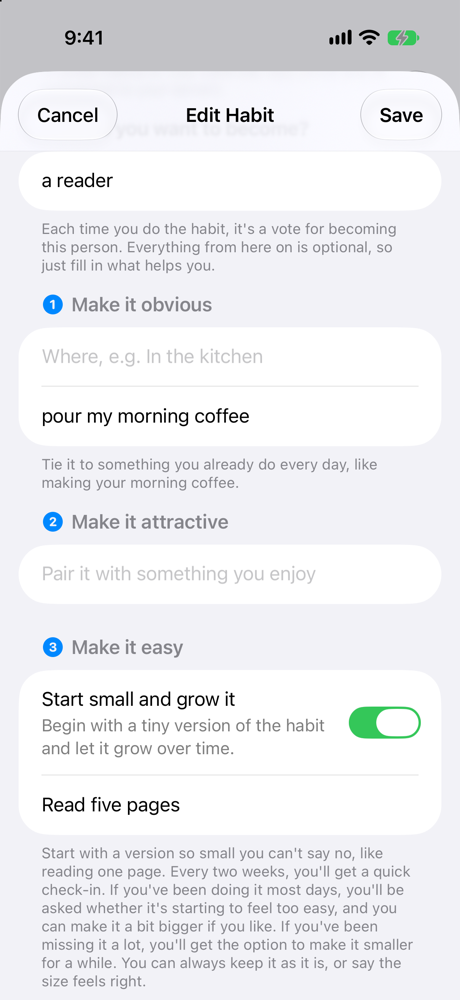 9:41
Cancel
Edit Habit
Save
you want to become?
a reader
Each time you do the habit, it's a vote for becoming
this person. Everything from here on is optional, so
just fill in what helps you.
1 Make it obvious
Where, e.g. In the kitchen
pour my morning coffee
Tie it to something you already do every day, like
making your morning coffee.
2 Make it attractive
Pair it with something you enjoy
3 Make it easy
Start small and grow it
Begin with a tiny version of the habit
and let it grow over time.
Read five pages
Start with a version so small you can't say no, like
reading one page. Every two weeks, you'll get a quick
check-in. If you've been doing it most days, you'll be
asked whether it's starting to feel too easy, and you
can make it a bit bigger if you like. If you've been
missing it a lot, you'll get the option to make it smaller
for a while. You can always keep it as it is, or say the
size feels right.